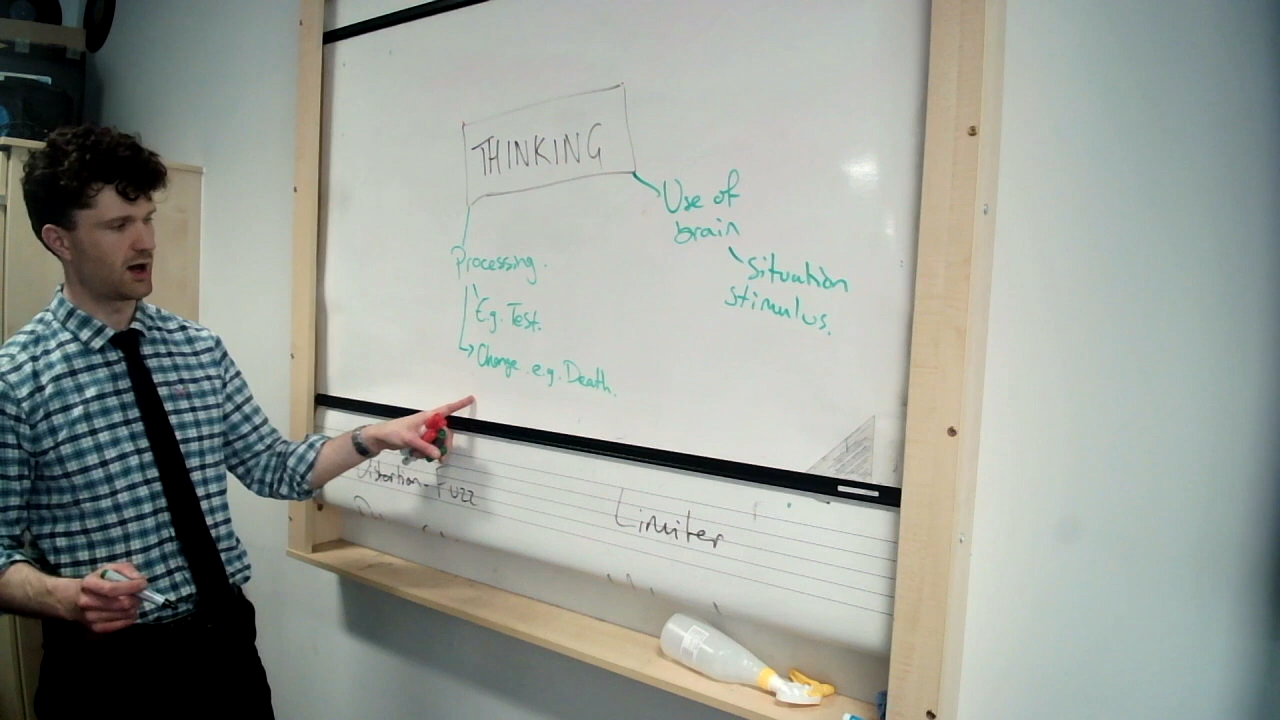 THINKING
Use of
brain
Situation
stimulus.
Processing.
E.g. Test.
Change e.g. Death.
Distortion - Fuzz
Limiter